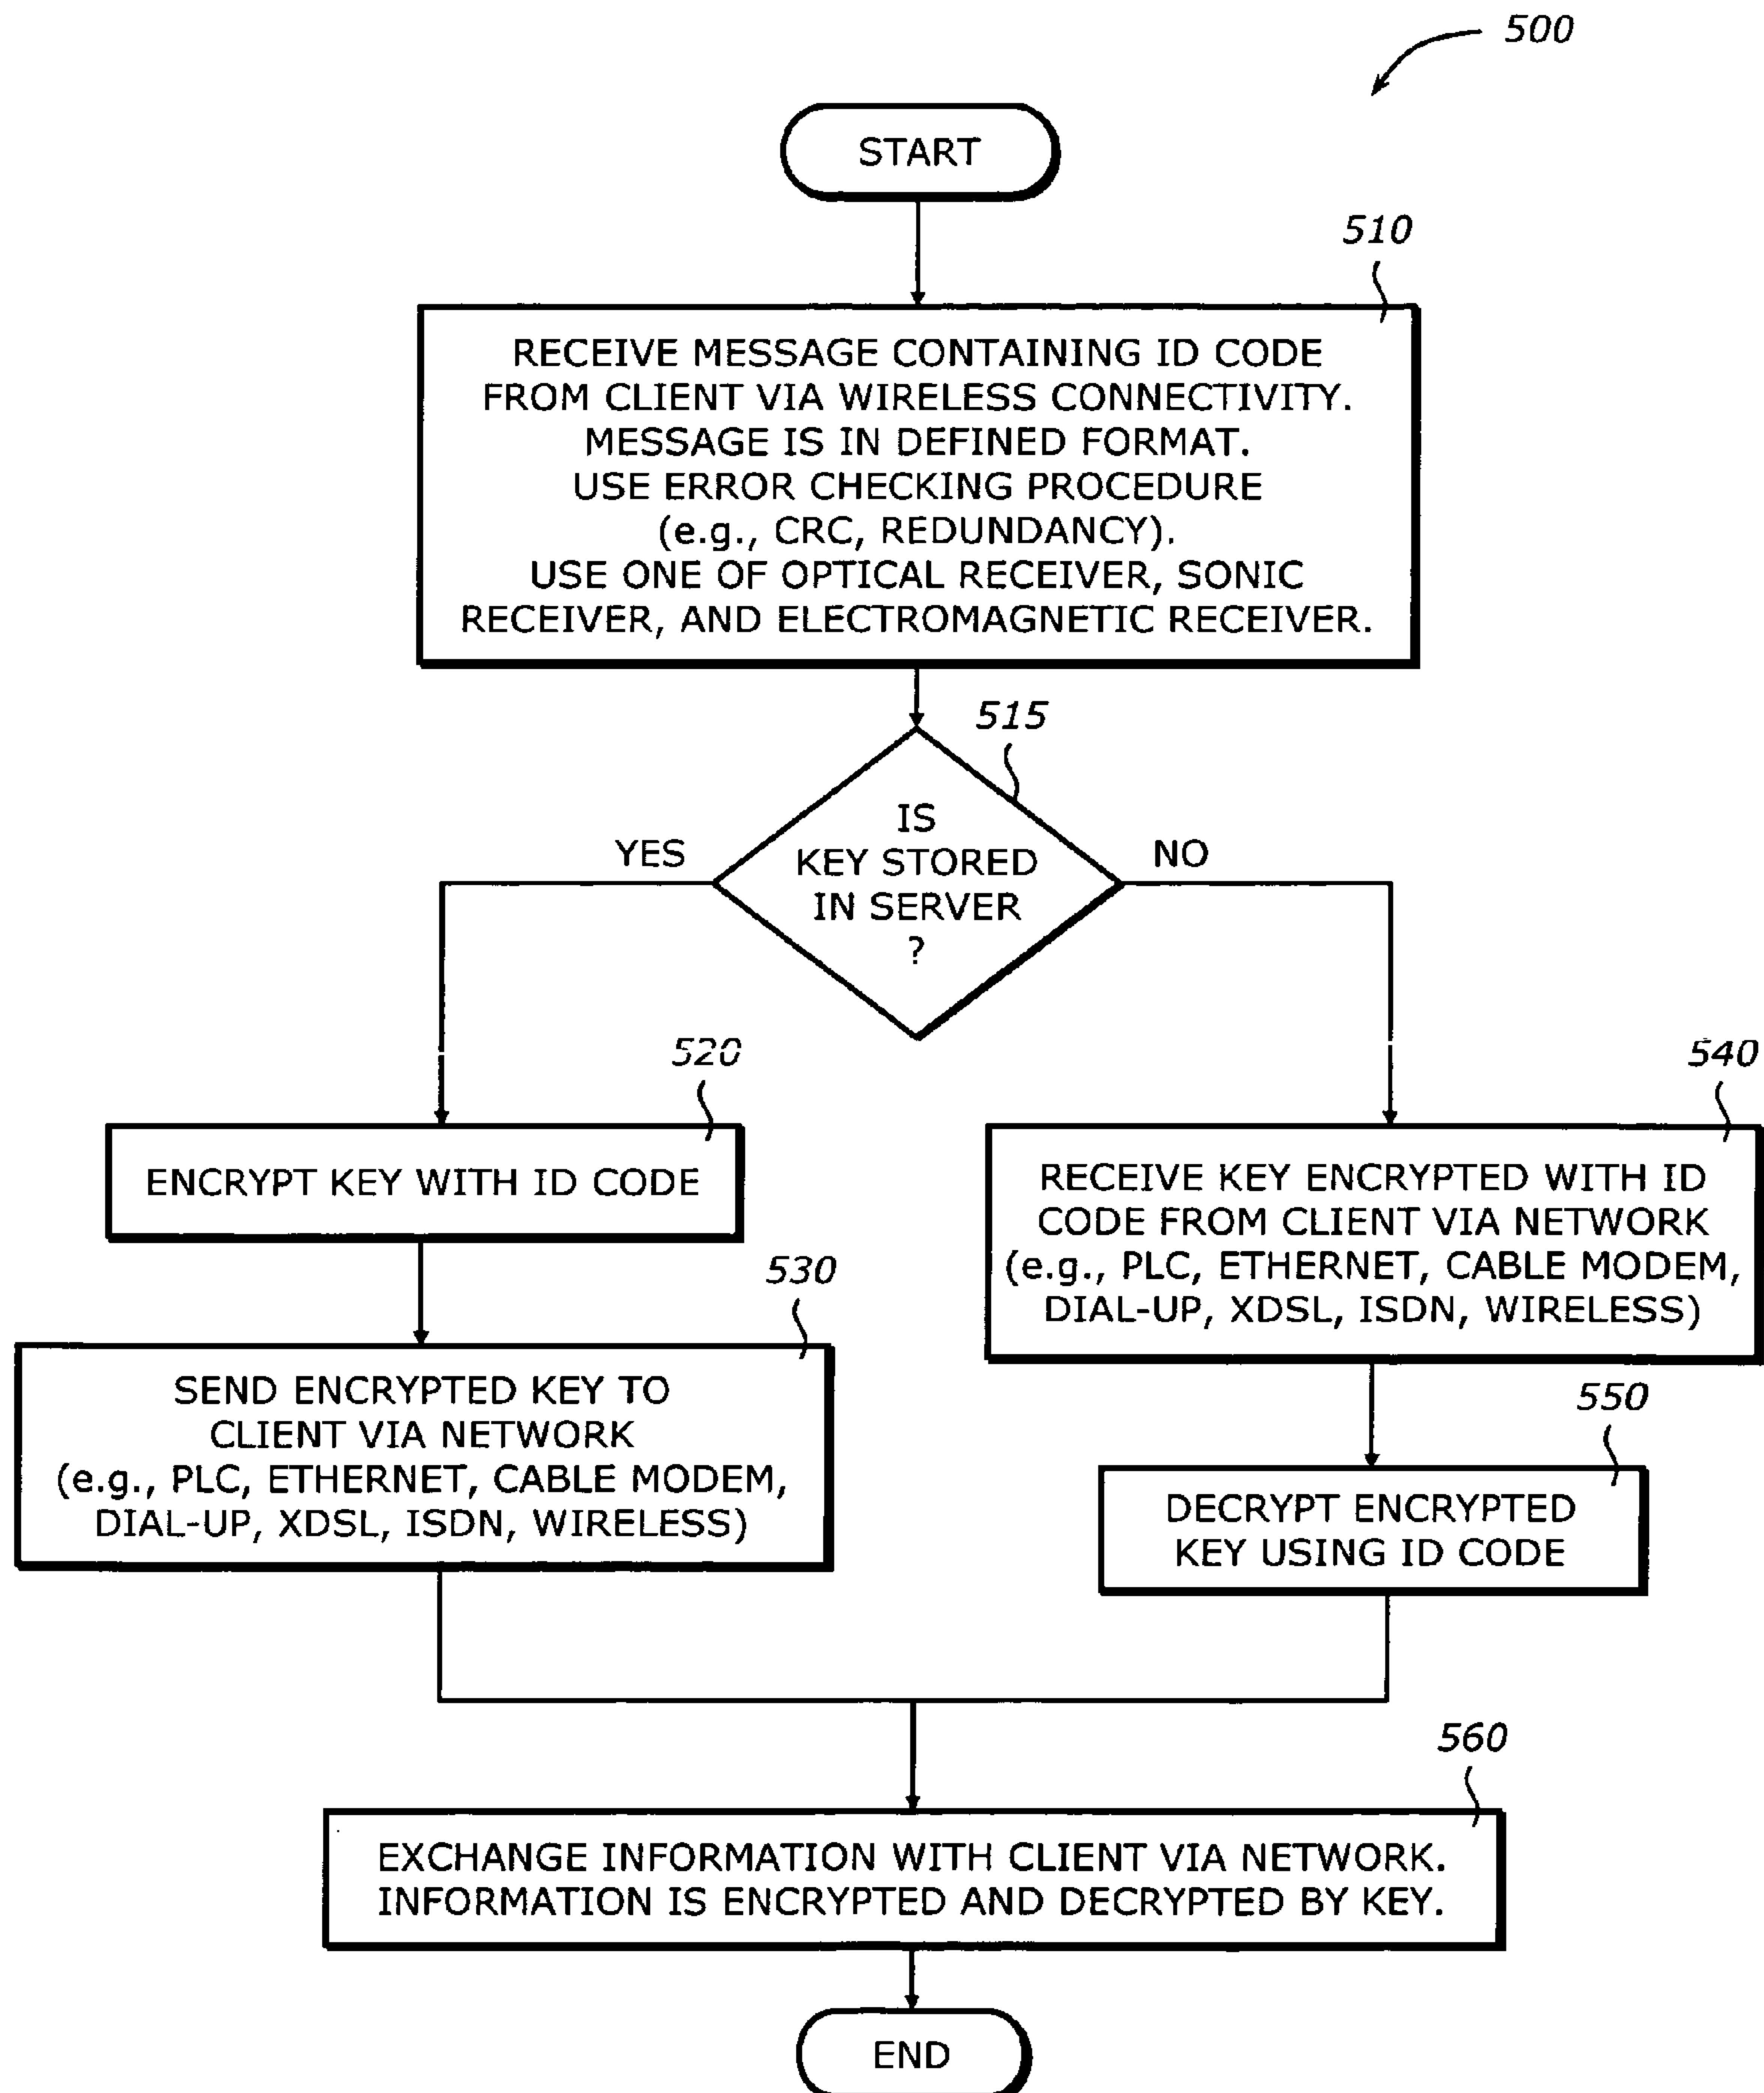 500
START
510
RECEIVE MESSAGE CONTAINING ID CODE
FROM CLIENT VIA WIRELESS CONNECTIVITY.
MESSAGE IS IN DEFINED FORMAT.
USE ERROR CHECKING PROCEDURE
(e.g., CRC, REDUNDANCY).
USE ONE OF OPTICAL RECEIVER, SONIC
RECEIVER, AND ELECTROMAGNETIC RECEIVER.
515
IS
KEY STORED
IN SERVER
?
YES
NO
520
ENCRYPT KEY WITH ID CODE
530
SEND ENCRYPTED KEY TO
CLIENT VIA NETWORK
(e.g., PLC, ETHERNET, CABLE MODEM,
DIAL-UP, XDSL, ISDN, WIRELESS)
540
RECEIVE KEY ENCRYPTED WITH ID
CODE FROM CLIENT VIA NETWORK
(e.g., PLC, ETHERNET, CABLE MODEM,
DIAL-UP, XDSL, ISDN, WIRELESS)
550
DECRYPT ENCRYPTED
KEY USING ID CODE
560
EXCHANGE INFORMATION WITH CLIENT VIA NETWORK.
INFORMATION IS ENCRYPTED AND DECRYPTED BY KEY.
END